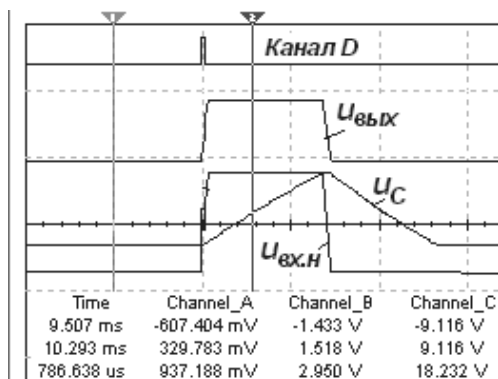 1
2
Канал D
uвых
uC
uвх.н
Time Channel_A Channel_B Channel_C
9.507 ms -607.404 mV -1.433 V -9.116 V
10.293 ms 329.783 mV 1.518 V 9.116 V
786.638 us 937.188 mV 2.950 V 18.232 V